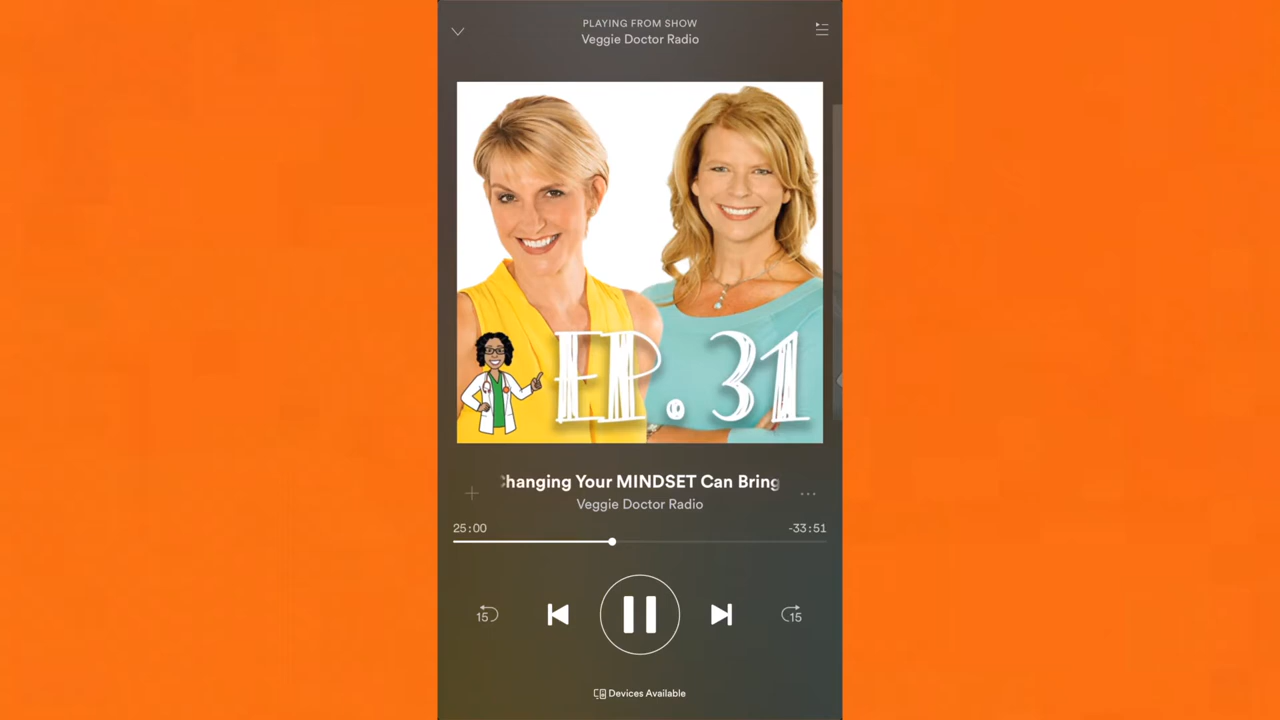 PLAYING FROM SHOW
Veggie Doctor Radio
EP. 31
hanging Your MINDSET Can Bring
Veggie Doctor Radio
25:00
-33:51
15
15
Devices Available